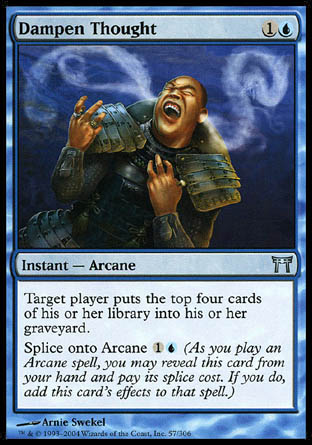 Dampen Thought 1
Instant — Arcane
Target player puts the top four cards
of his or her library into his or her
graveyard.
Splice onto Arcane 1 (As you play an
Arcane spell, you may reveal this card
from your hand and pay its splice cost. If you do,
add this card's effects to that spell.)
Arnie Swekel
™ & © 1993–2004 Wizards of the Coast, Inc. 57/306